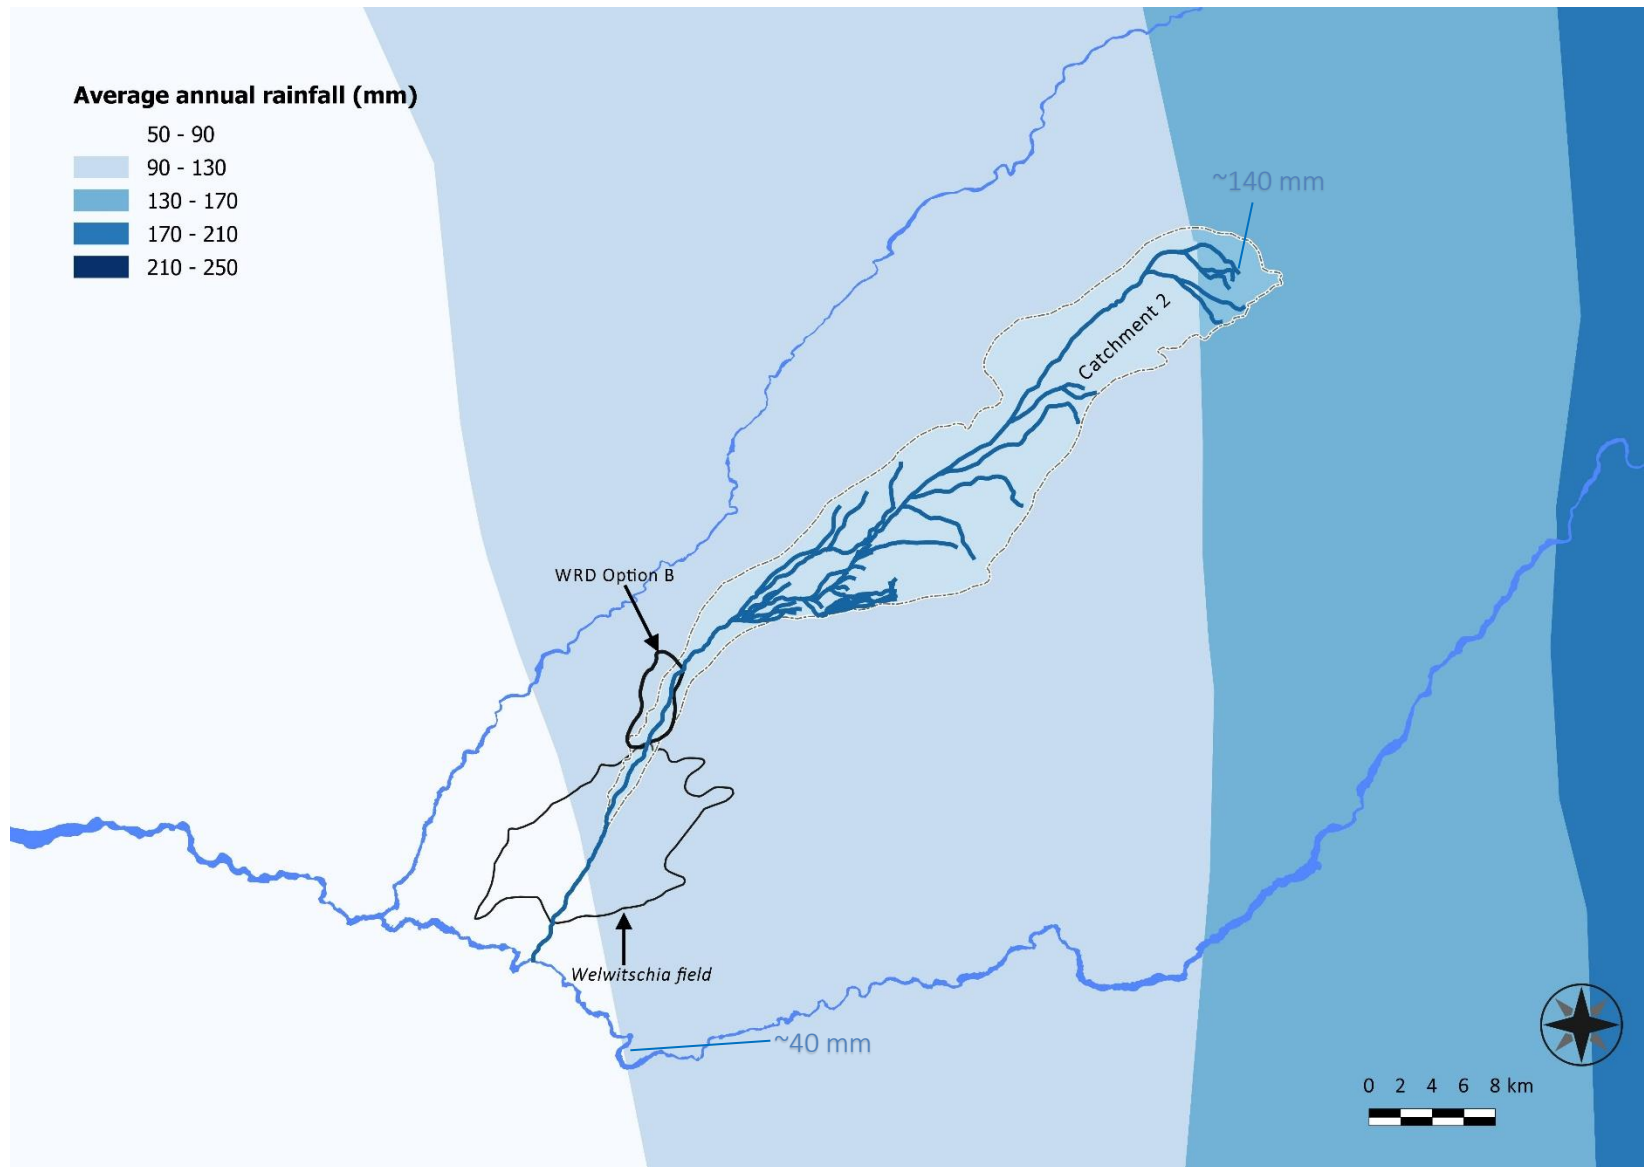 Average annual rainfall (mm)
50 - 90
90 - 130
130 - 170
170 - 210
210 - 250
~140 mm
Catchment 2
WRD Option B
Welwitschia field
~40 mm
0 2 4 6 8 km